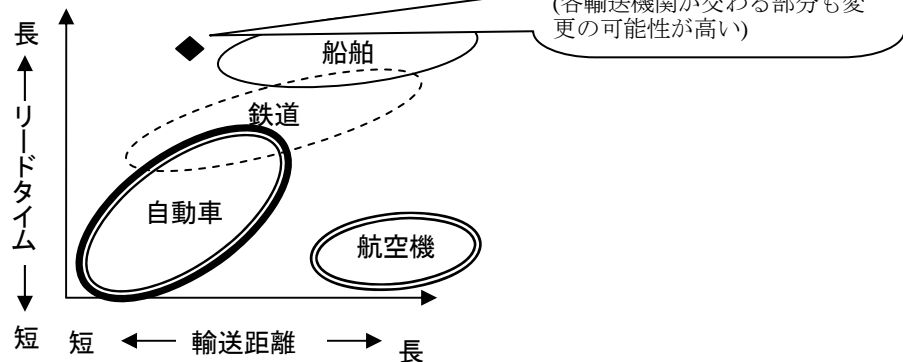 (各輸送機関が交わる部分も変
更の可能性が高い)
長
リードタイム
短
船舶
鉄道
自動車
航空機
短
輸送距離
長